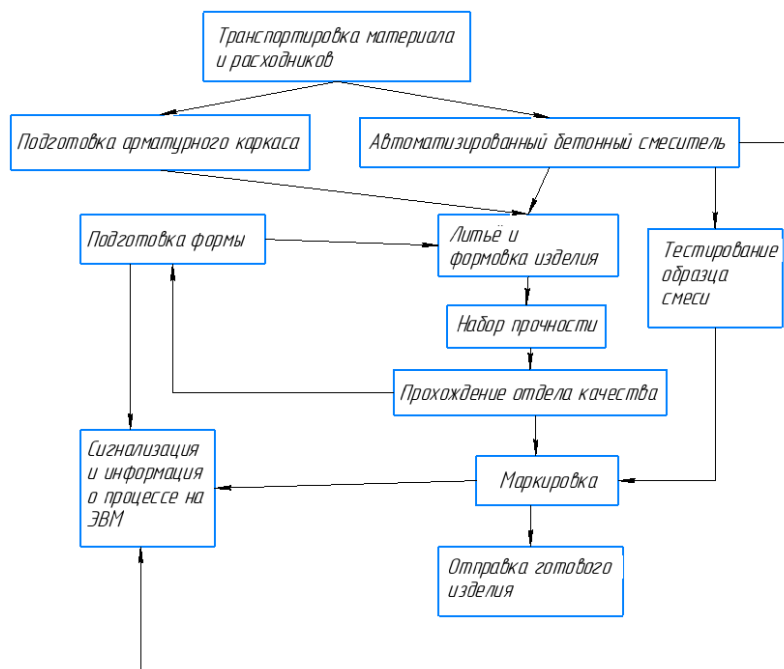 Транспортировка материала
и расходников
Подготовка арматурного каркаса
Автоматизированный бетонный смеситель
Подготовка формы
Литьё и
формовка изделия
Тестирование
образца
смеси
Набор прочности
Прохождение отдела качества
Сигнализация
и информация
о процессе на
ЭВМ
Маркировка
Отправка готового
изделия